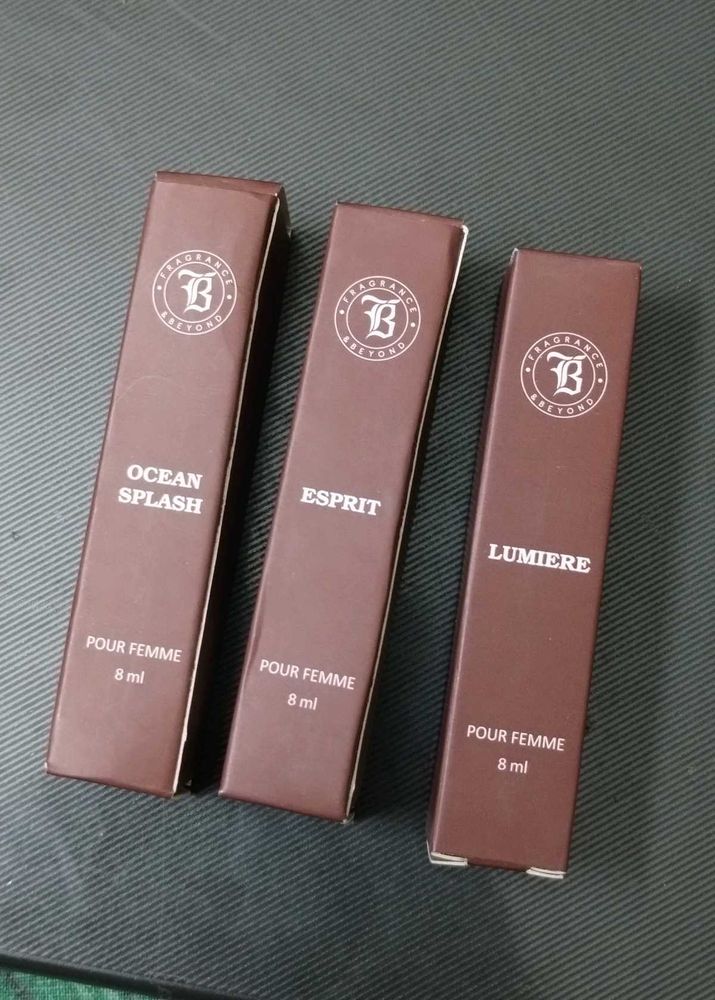 FRAGRANCE
B
& BEYOND
OCEAN
SPLASH
POUR FEMME
8 ml
FRAGRANCE
B
& BEYOND
ESPRIT
POUR FEMME
8 ml
FRAGRANCE
B
& BEYOND
LUMIERE
POUR FEMME
8 ml